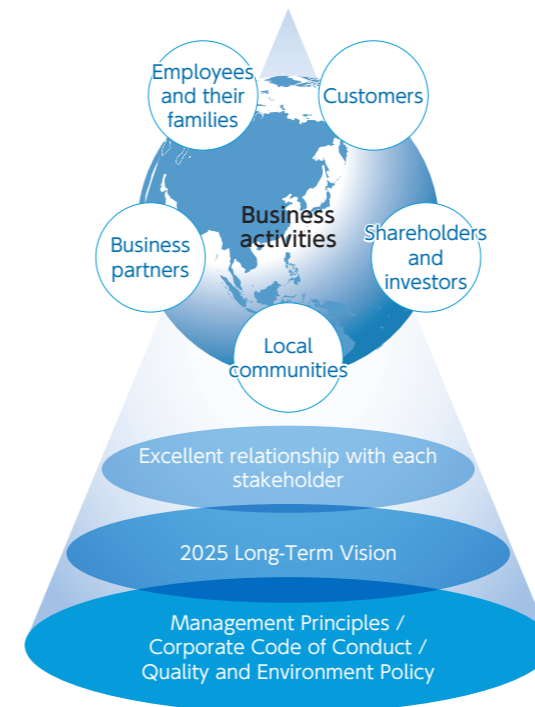 Employees
and their
families
Customers
Business
activities
Business
partners
Shareholders
and
investors
Local
communities
Excellent relationship with each
stakeholder
2025 Long-Term Vision
Management Principles /
Corporate Code of Conduct /
Quality and Environment Policy